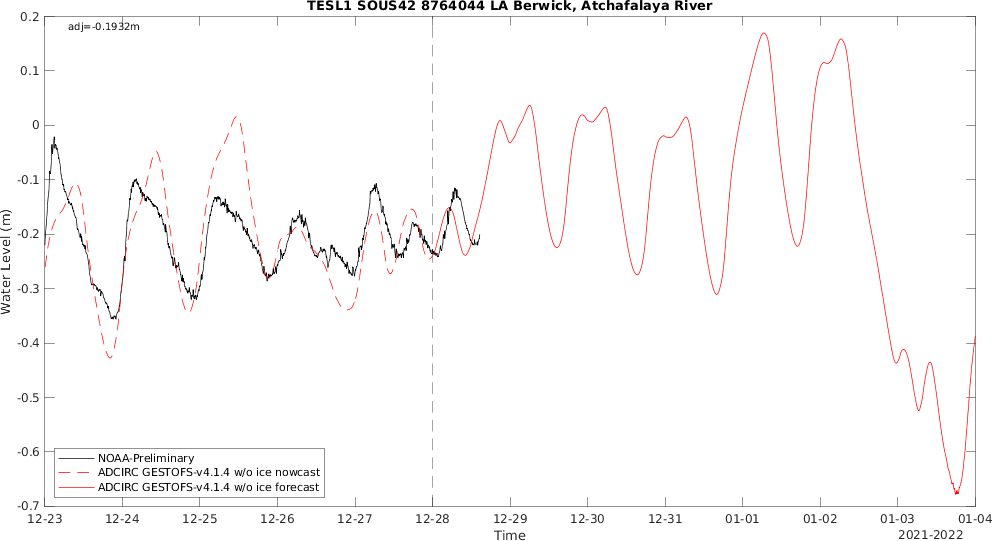 TESL1 SOUS42 8764044 LA Berwick, Atchafalaya River
adj=-0.1932m
0.2
0.1
0
-0.1
-0.2
-0.3
-0.4
-0.5
-0.6
-0.7
Water Level (m)
NOAA-Preliminary
ADCIRC GESTOFS-v4.1.4 w/o ice nowcast
ADCIRC GESTOFS-v4.1.4 w/o ice forecast
12-23 12-24 12-25 12-26 12-27 12-28 12-29 12-30 12-31 01-01 01-02 01-03 01-04
Time
2021-2022